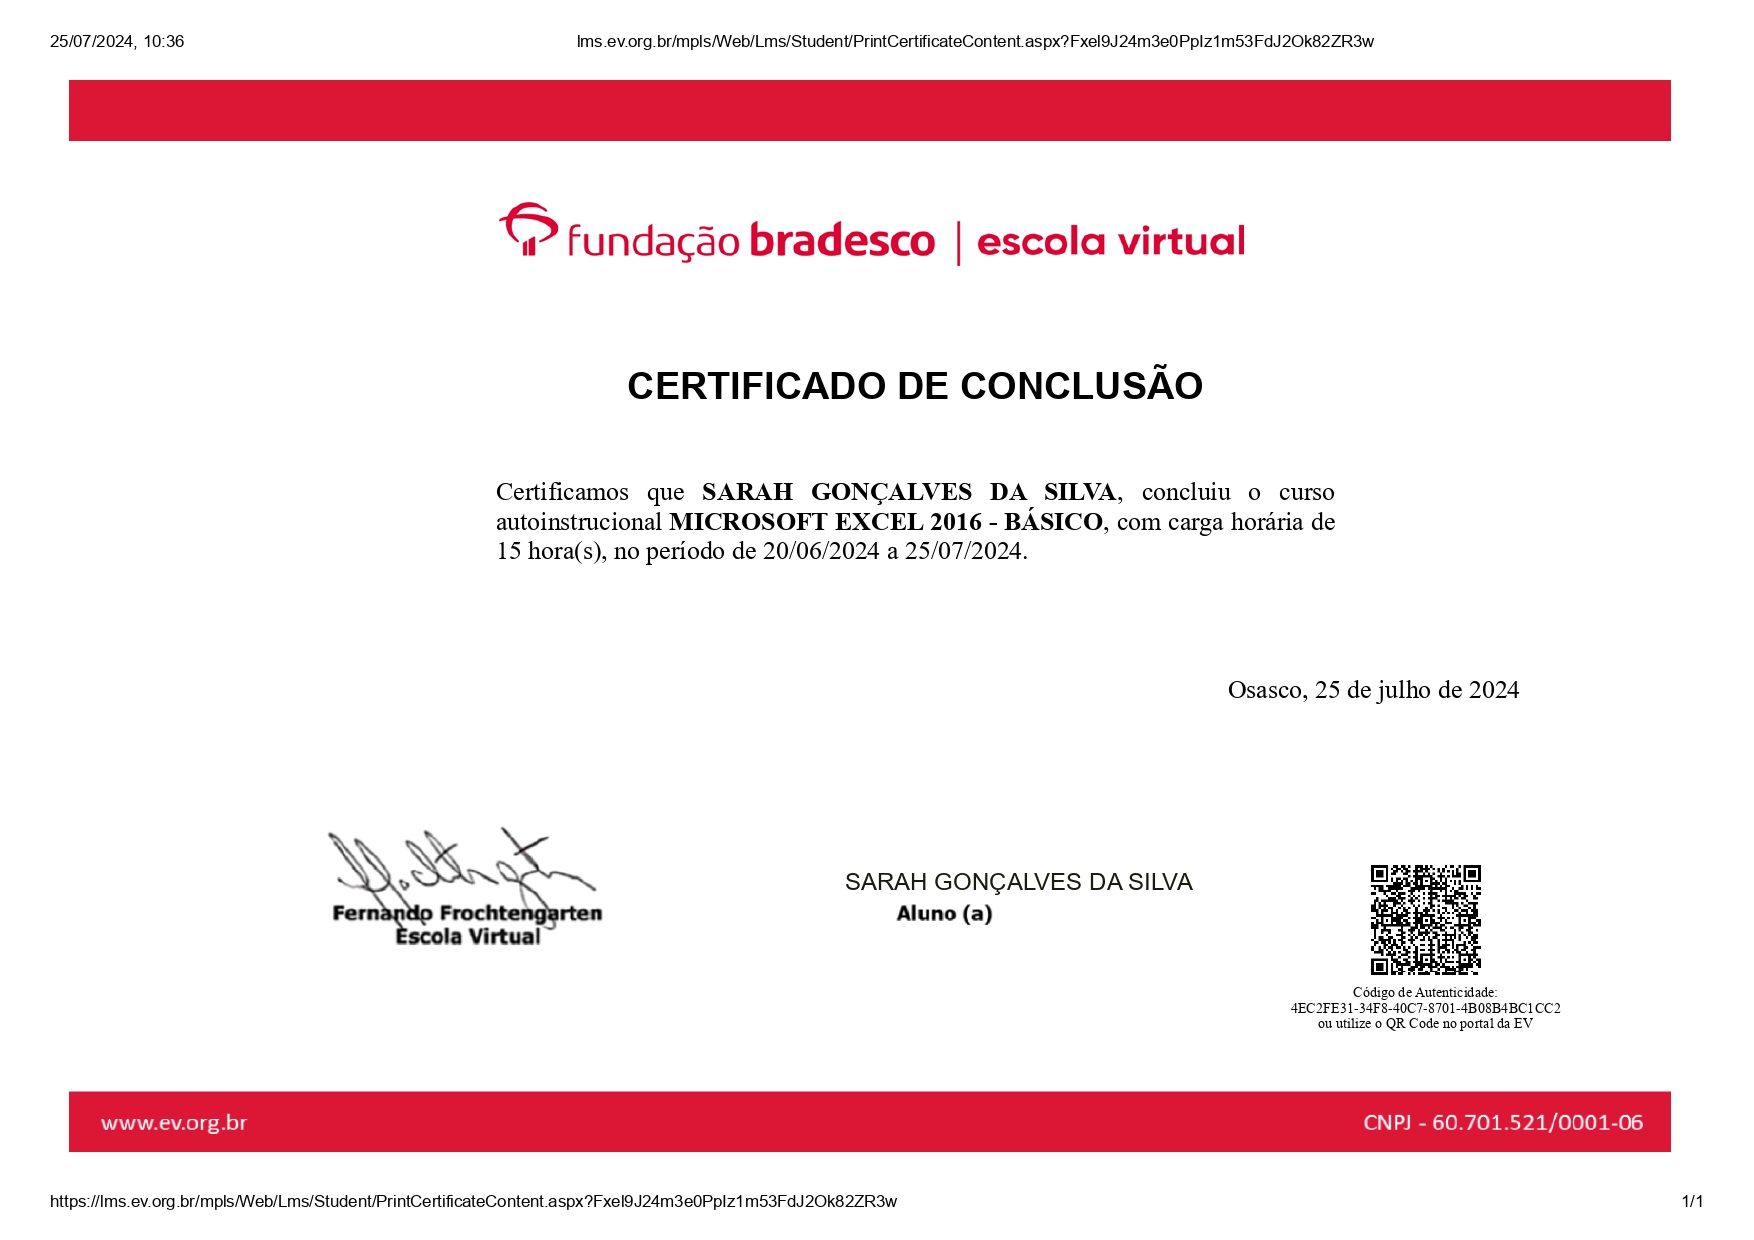 25/07/2024, 10:36
lms.ev.org.br/mpls/Web/Lms/Student/PrintCertificateContent.aspx?Fxel9J24m3e0PpIz1m53FdJ2Ok82ZR3w
fundação bradesco | escola virtual
CERTIFICADO DE CONCLUSÃO
Certificamos que SARAH GONÇALVES DA SILVA, concluiu o curso
autoinstrucional MICROSOFT EXCEL 2016 - BÁSICO, com carga horária de
15 hora(s), no período de 20/06/2024 a 25/07/2024.
Osasco, 25 de julho de 2024
Fernando Frochtengarten
Escola Virtual
SARAH GONÇALVES DA SILVA
Aluno (a)
Código de Autenticidade:
4EC2FE31-34F8-40C7-8701-4B08B4BC1CC2
ou utilize o QR Code no portal da EV
www.ev.org.br
CNPJ - 60.701.521/0001-06
https://lms.ev.org.br/mpls/Web/Lms/Student/PrintCertificateContent.aspx?Fxel9J24m3e0PpIz1m53FdJ2Ok82ZR3w
1/1